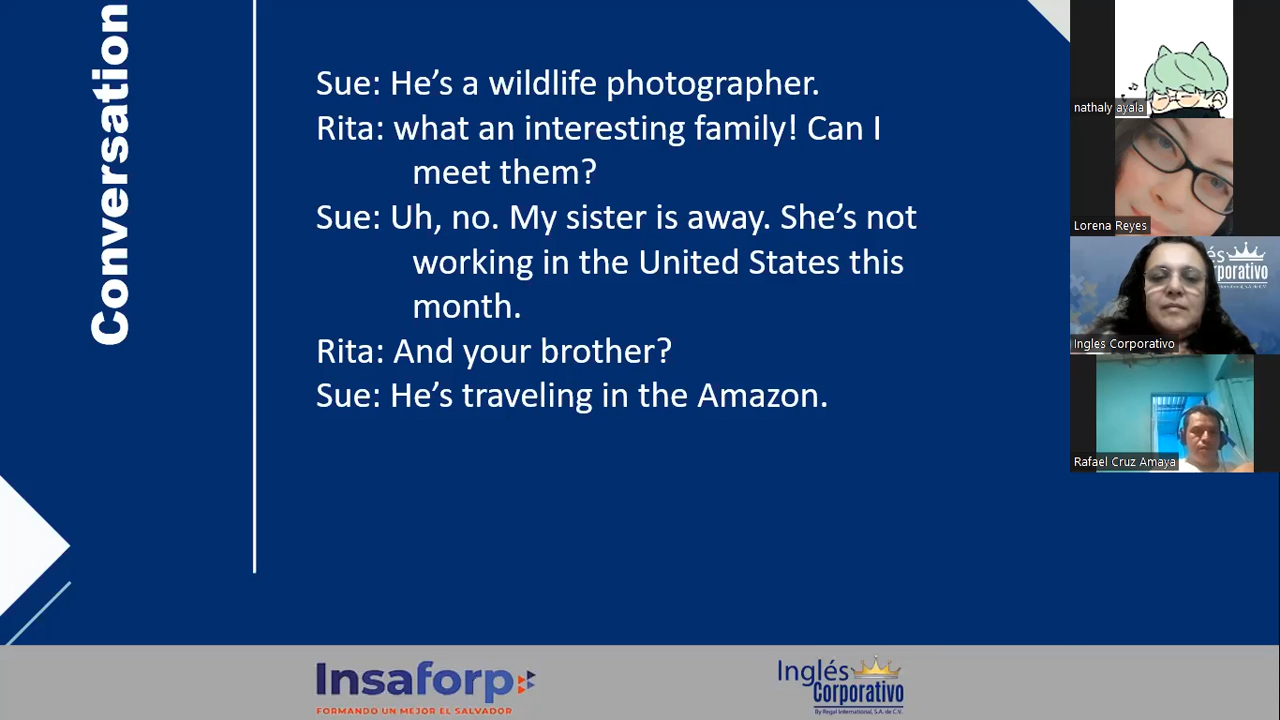 Conversation
Sue: He's a wildlife photographer.
Rita: what an interesting family! Can I
meet them?
Sue: Uh, no. My sister is away. She's not
working in the United States this
month.
Rita: And your brother?
Sue: He's traveling in the Amazon.
nathaly ayala
Lorena Reyes
és
rporativo
Ingles Corporativo
Rafael Cruz Amaya
Insaforp
FORMANDO UN MEJOR EL SALVADOR
Inglés
Corporativo
By Regal International, S.A. de C.V.